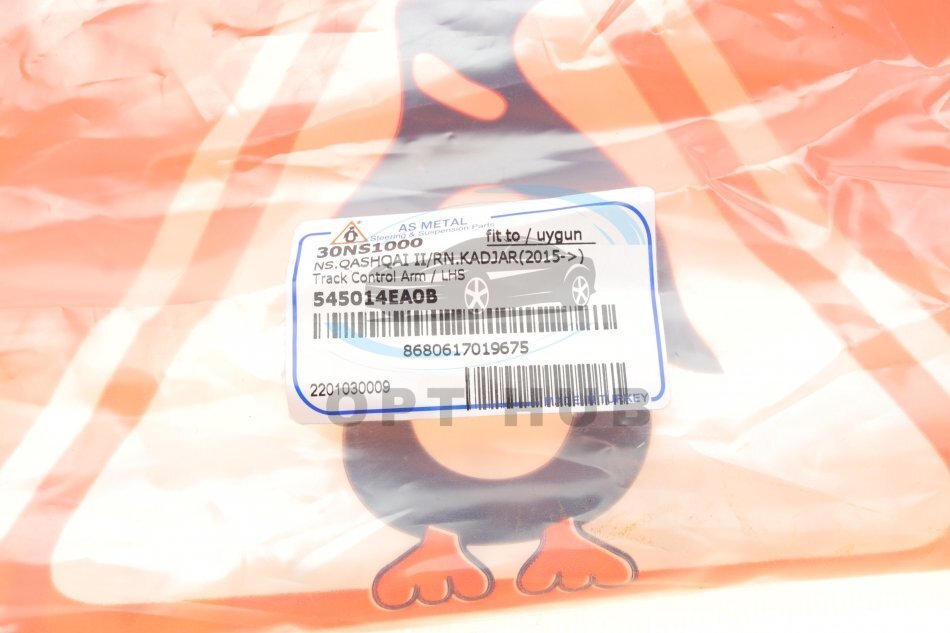 AS METAL
Steering & Suspension Parts
30NS1000
fit to / uygun
NS.QASHQAI II/RN.KADJAR(2015->)
Track Control Arm / LHS
545014EA0B
8680617019675
2201030009
MADE IN TURKEY
OPT HUB